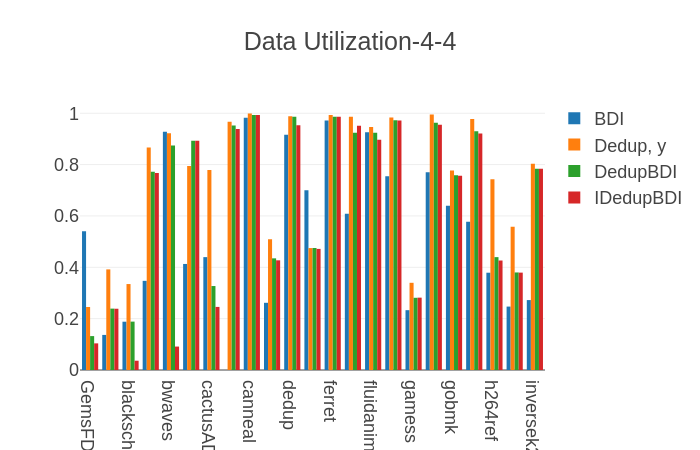 Data Utilization-4-4
1
0.8
0.6
0.4
0.2
0
BDI
Dedup, y
DedupBDI
IDedupBDI
GemsFD
blacksch
bwaves
cactusAD
canneal
dedup
ferret
fluidanim
gamess
gobmk
h264ref
inversek2